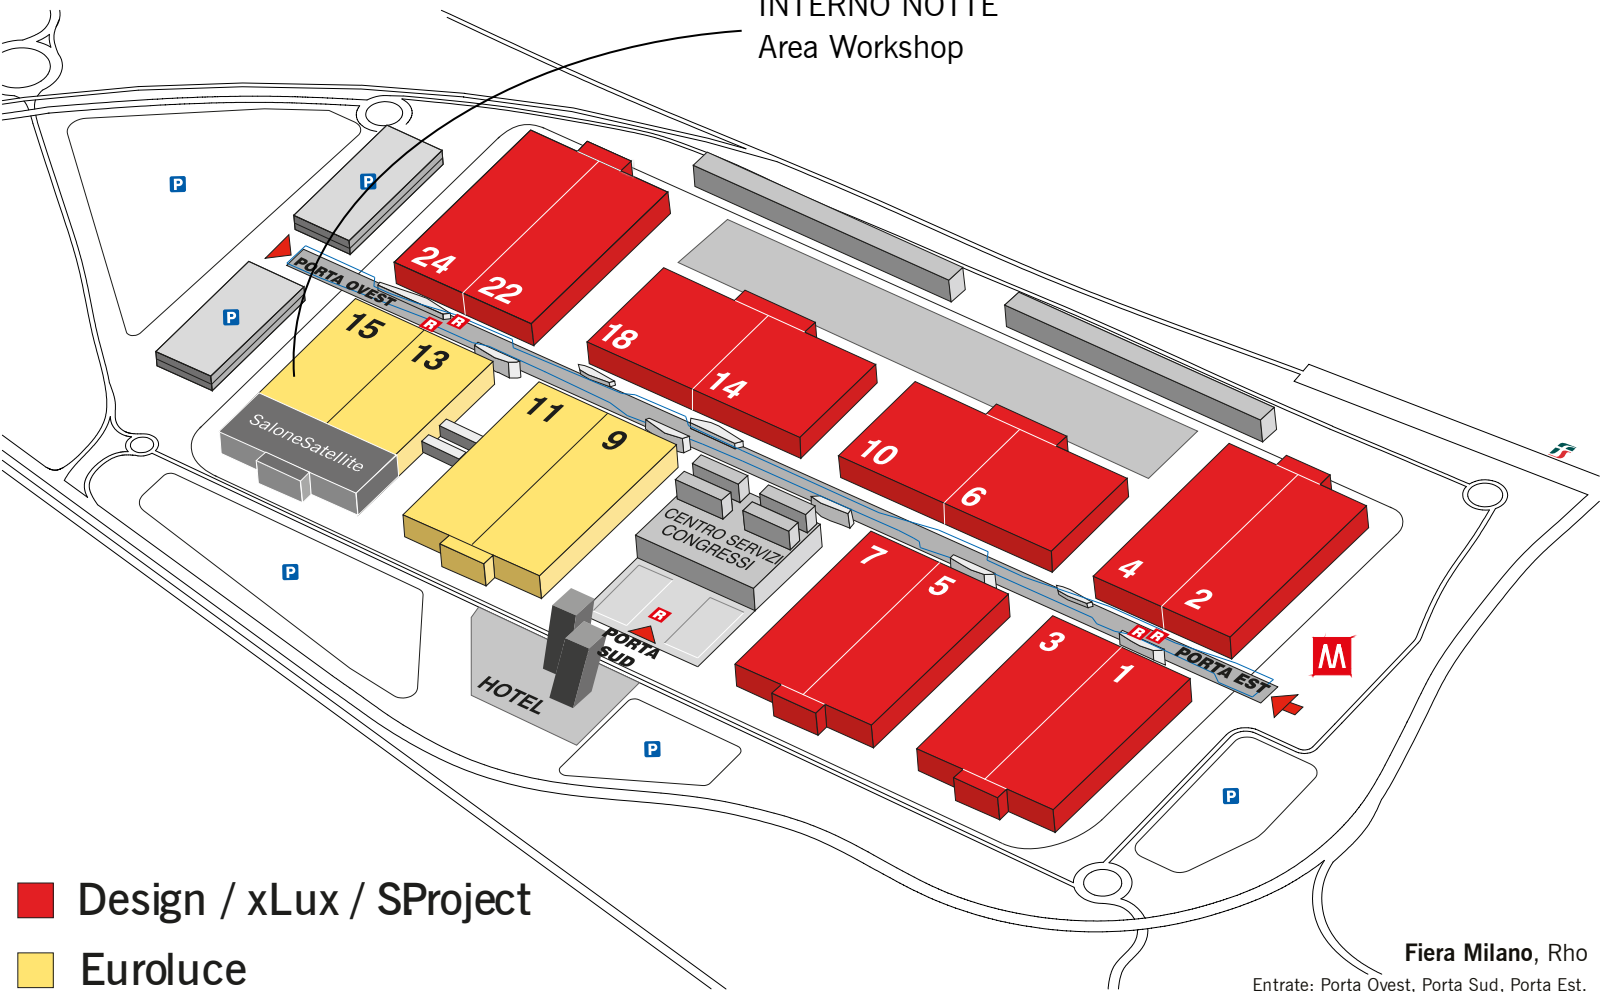 INTERNO NOTTE
Area Workshop
P
P
P
PORTA OVEST
24
22
R
R
15
13
18
14
11
9
SaloneSatellite
10
6
CENTRO SERVIZI
CONGRESSI
7
5
4
2
P
R
PORTA
SUD
HOTEL
3
1
R
R
PORTA EST
M
P
P
Design / xLux / SProject
Euroluce
Fiera Milano, Rho
Entrate: Porta Ovest, Porta Sud, Porta Est.